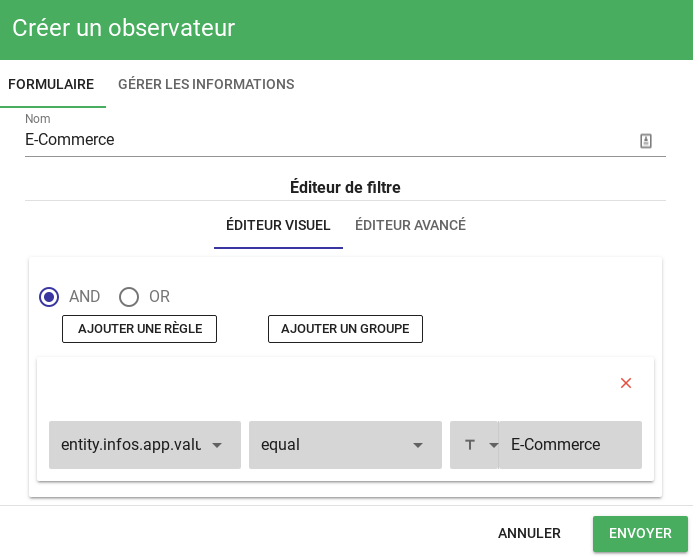 Créer un observateur
FORMULAIRE GÉRER LES INFORMATIONS
Nom
E-Commerce
Éditeur de filtre
ÉDITEUR VISUEL ÉDITEUR AVANCÉ
AND OR
AJOUTER UNE RÈGLE AJOUTER UN GROUPE
entity.infos.app.valu equal T E-Commerce
ANNULER ENVOYER